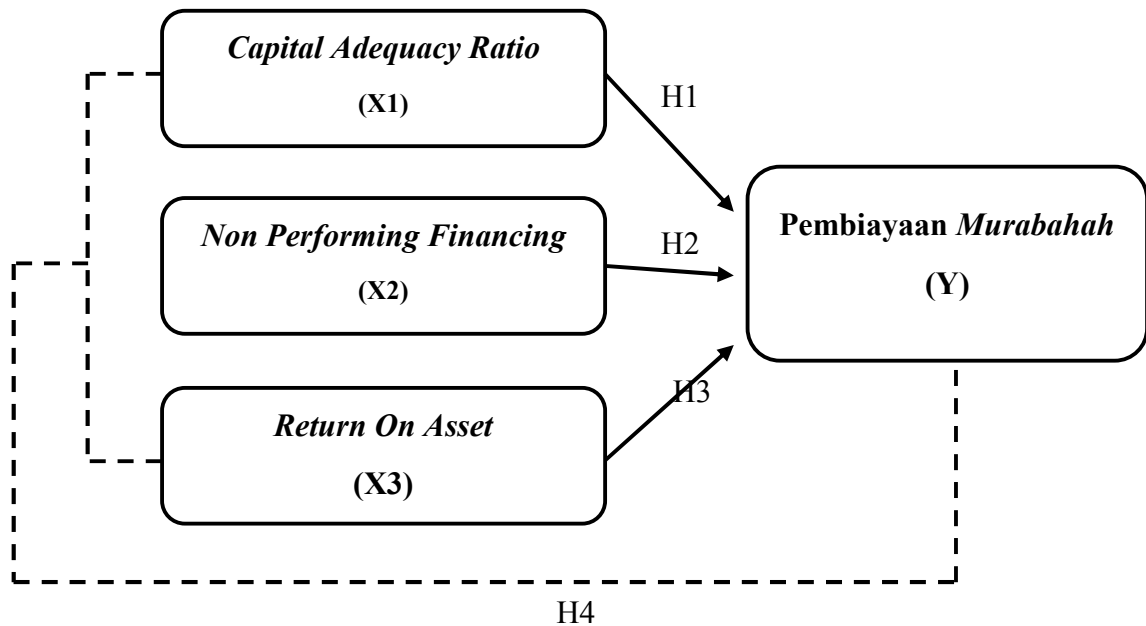 Capital Adequacy Ratio
(X1)
H1
Non Performing Financing
(X2)
H2
Pembiayaan Murabahah
(Y)
Return On Asset
(X3)
H3
H4